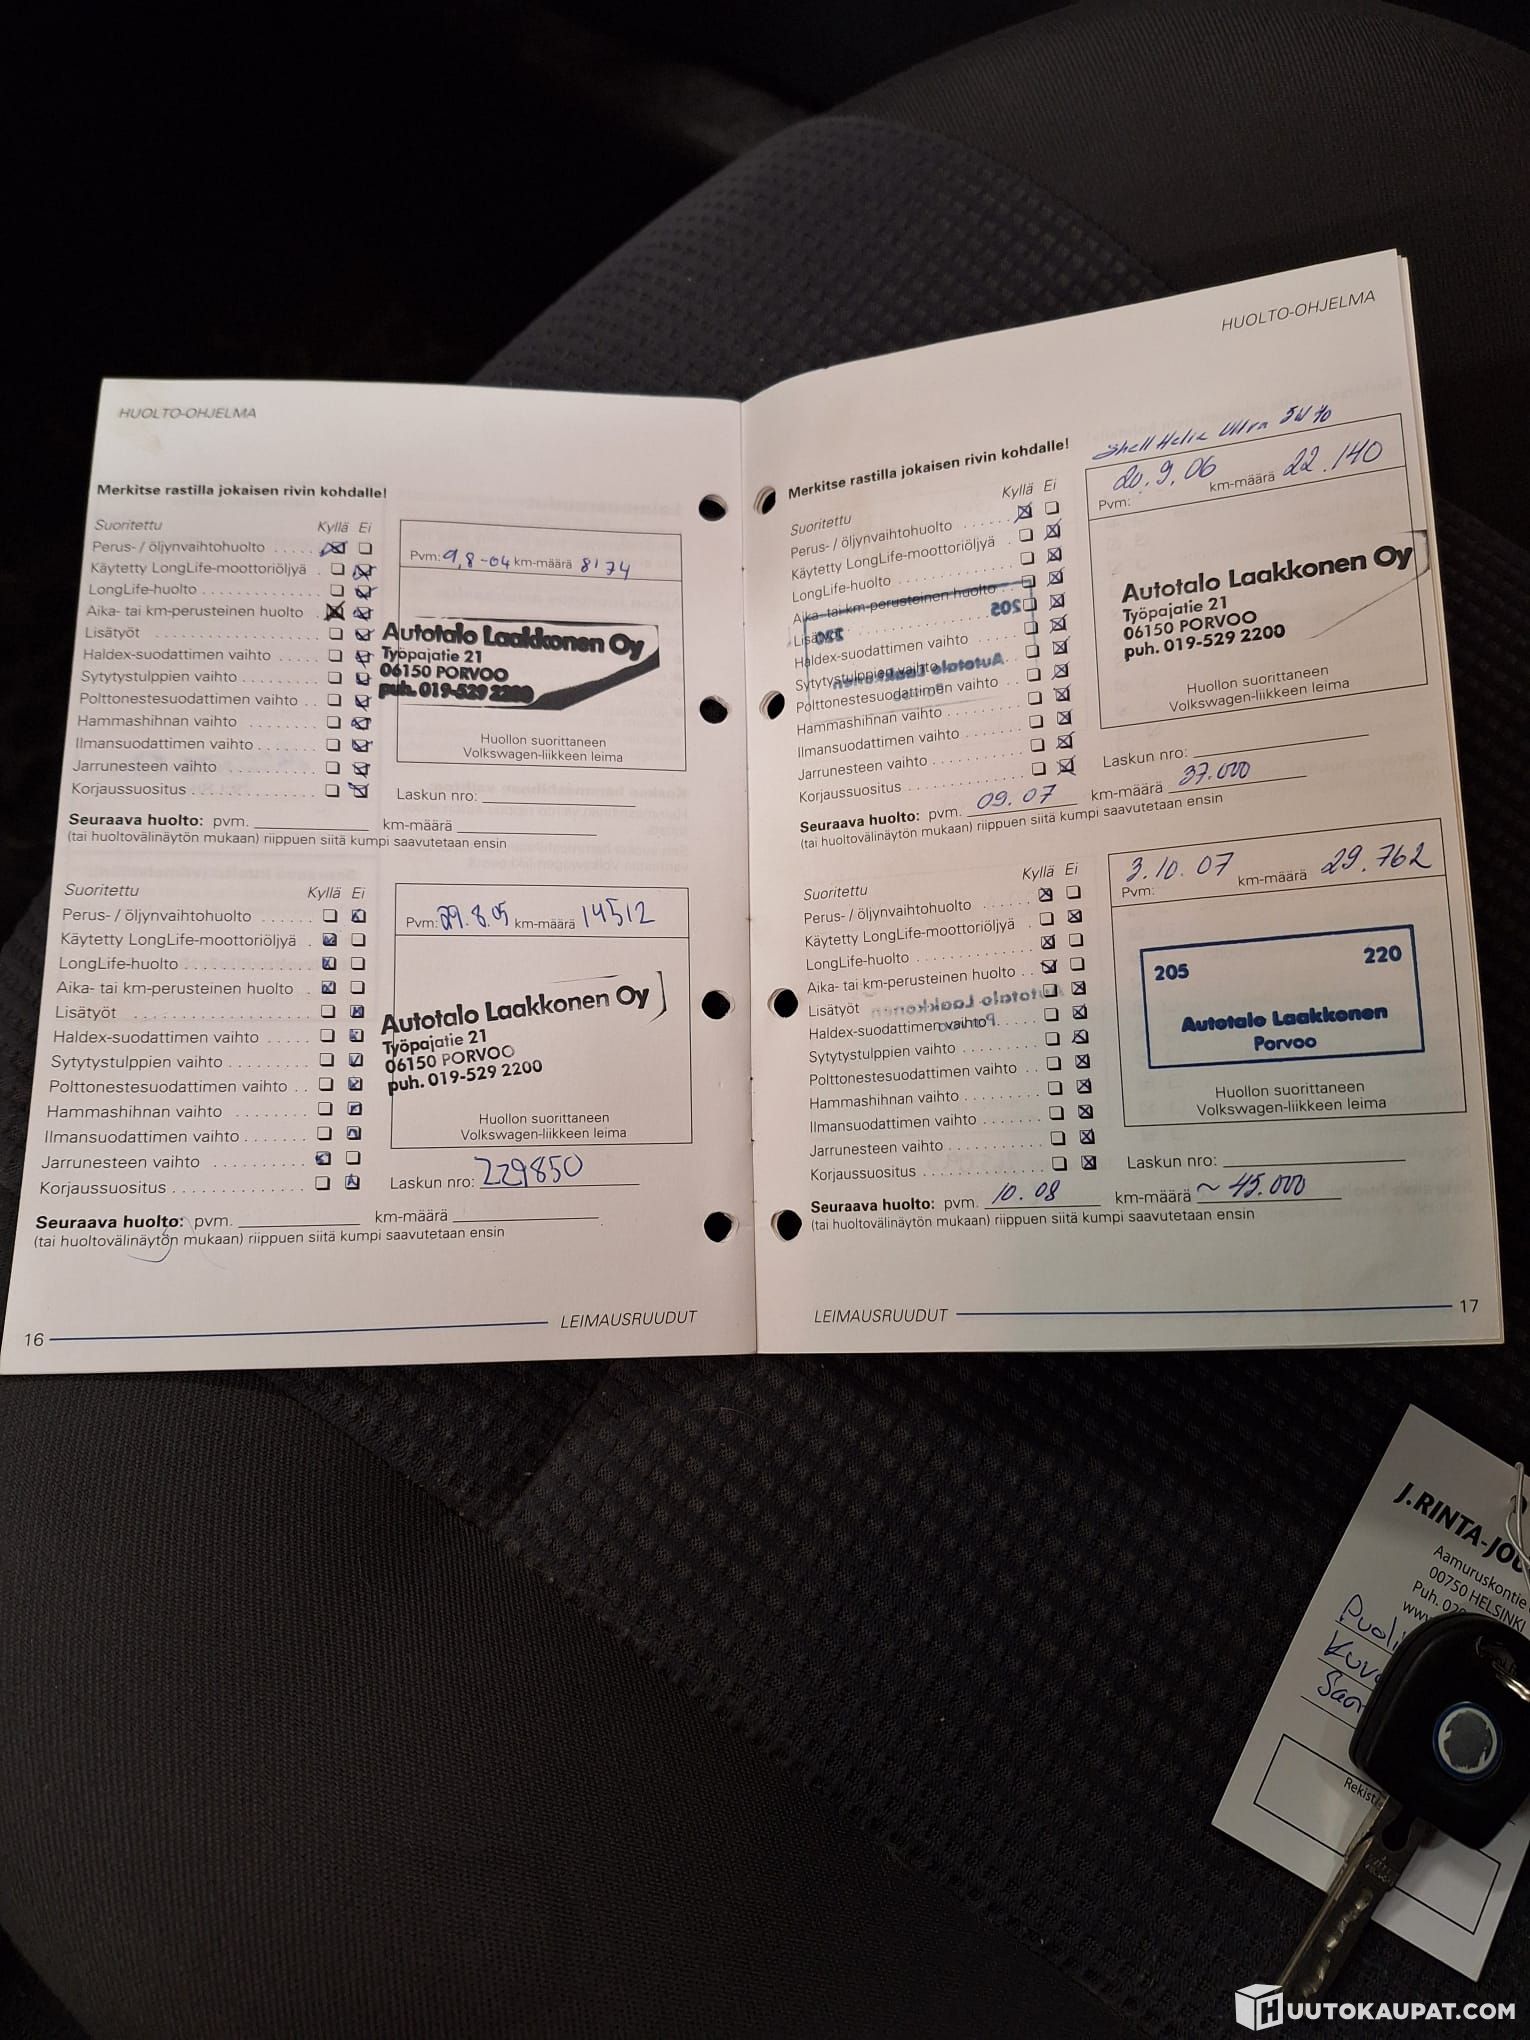 HUOLTO-OHJELMA
Merkitse rastilla jokaisen rivin kohdalle!
Suoritettu Kyllä Ei
Perus- / öljynvaihtohuolto
Käytetty LongLife-moottoriöljyä
LongLife-huolto
Aika- tai km-perusteinen huolto
Lisätyöt
Haldex-suodattimen vaihto
Sytytystulppien vaihto
Polttonestesuodattimen vaihto
Hammashihnan vaihto
Ilmansuodattimen vaihto
Jarrunesteen vaihto
Korjaussuositus
Pvm: 9,8-04 km-määrä 8174
Autotalo Laakkonen Oy
Työpajatie 21
06150 PORVOO
puh. 019-529 2200
Huollon suorittaneen
Volkswagen-liikkeen leima
Laskun nro:
Seuraava huolto: pvm. km-määrä
(tai huoltovälinäytön mukaan) riippuen siitä kumpi saavutetaan ensin
Suoritettu Kyllä Ei
Perus- / öljynvaihtohuolto
Käytetty LongLife-moottoriöljyä
LongLife-huolto
Aika- tai km-perusteinen huolto
Lisätyöt
Haldex-suodattimen vaihto
Sytytystulppien vaihto
Polttonestesuodattimen vaihto
Hammashihnan vaihto
Ilmansuodattimen vaihto
Jarrunesteen vaihto
Korjaussuositus
Pvm: 29.8.05 km-määrä 14512
Autotalo Laakkonen Oy
Työpajatie 21
06150 PORVOO
puh. 019-529 2200
Huollon suorittaneen
Volkswagen-liikkeen leima
Laskun nro: 229850
Seuraava huolto: pvm. km-määrä
(tai huoltovälinäytön mukaan) riippuen siitä kumpi saavutetaan ensin
16 LEIMAUSRUUDUT
HUOLTO-OHJELMA
Merkitse rastilla jokaisen rivin kohdalle!
Shell Helix Ultra 5W40
Suoritettu Kyllä Ei
Perus- / öljynvaihtohuolto
Käytetty LongLife-moottoriöljyä
LongLife-huolto
Aika- tai km-perusteinen huolto
Lisätyöt
Haldex-suodattimen vaihto
Sytytystulppien vaihto
Polttonestesuodattimen vaihto
Hammashihnan vaihto
Ilmansuodattimen vaihto
Jarrunesteen vaihto
Korjaussuositus
Pvm: 20.9.06 km-määrä 22.140
Autotalo Laakkonen Oy
Työpajatie 21
06150 PORVOO
puh. 019-529 2200
Huollon suorittaneen
Volkswagen-liikkeen leima
Laskun nro:
Seuraava huolto: pvm. 09.07 km-määrä 37.000
(tai huoltovälinäytön mukaan) riippuen siitä kumpi saavutetaan ensin
Suoritettu Kyllä Ei
Perus- / öljynvaihtohuolto
Käytetty LongLife-moottoriöljyä
LongLife-huolto
Aika- tai km-perusteinen huolto
Lisätyöt
Haldex-suodattimen vaihto
Sytytystulppien vaihto
Polttonestesuodattimen vaihto
Hammashihnan vaihto
Ilmansuodattimen vaihto
Jarrunesteen vaihto
Korjaussuositus
Pvm: 3.10.07 km-määrä 29.762
205 220
Autotalo Laakkonen
Porvoo
Huollon suorittaneen
Volkswagen-liikkeen leima
Laskun nro:
Seuraava huolto: pvm. 10.08 km-määrä ~ 45.000
(tai huoltovälinäytön mukaan) riippuen siitä kumpi saavutetaan ensin
LEIMAUSRUUDUT 17
J.RINTA-JOU
Aamuruskontie
00750 HELSINKI
Puh. 020
www.
Puoli
Kuv
Saar
Rekist
HUUTOKAUPAT.COM